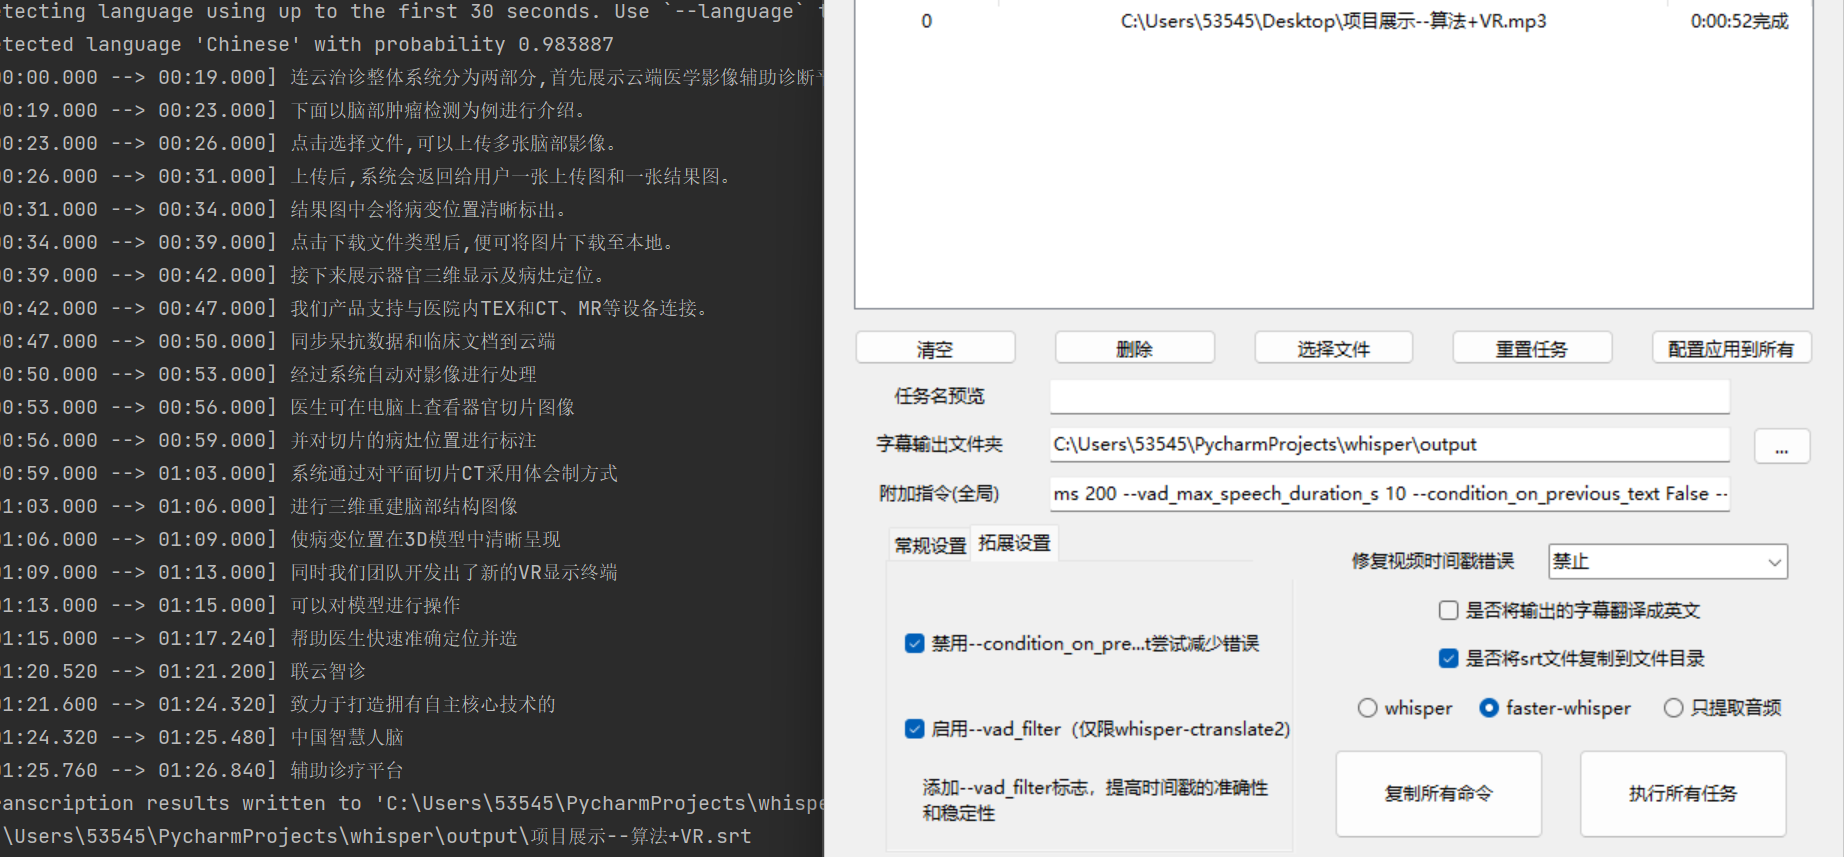 etecting language using up to the first 30 seconds. Use `--language`
etected language 'Chinese' with probability 0.983887
0:00.000 --> 00:19.000] 连云治诊整体系统分为两部分,首先展示云端医学影像辅助诊断
0:19.000 --> 00:23.000] 下面以脑部肿瘤检测为例进行介绍。
0:23.000 --> 00:26.000] 点击选择文件,可以上传多张脑部影像。
0:26.000 --> 00:31.000] 上传后,系统会返回给用户一张上传图和一张结果图。
0:31.000 --> 00:34.000] 结果图中会将病变位置清晰标出。
0:34.000 --> 00:39.000] 点击下载文件类型后,便可将图片下载至本地。
0:39.000 --> 00:42.000] 接下来展示器官三维显示及病灶定位。
0:42.000 --> 00:47.000] 我们产品支持与医院内TEX和CT、MR等设备连接。
0:47.000 --> 00:50.000] 同步呆抗数据和临床文档到云端
0:50.000 --> 00:53.000] 经过系统自动对影像进行处理
0:53.000 --> 00:56.000] 医生可在电脑上查看器官切片图像
0:56.000 --> 00:59.000] 并对切片的病灶位置进行标注
0:59.000 --> 01:03.000] 系统通过对平面切片CT采用体会制方式
1:03.000 --> 01:06.000] 进行三维重建脑部结构图像
1:06.000 --> 01:09.000] 使病变位置在3D模型中清晰呈现
1:09.000 --> 01:13.000] 同时我们团队开发出了新的VR显示终端
1:13.000 --> 01:15.000] 可以对模型进行操作
1:15.000 --> 01:17.240] 帮助医生快速准确定位并造
1:20.520 --> 01:21.200] 联云智诊
1:21.600 --> 01:24.320] 致力于打造拥有自主核心技术的
1:24.320 --> 01:25.480] 中国智慧人脑
1:25.760 --> 01:26.840] 辅助诊疗平台
ranscription results written to 'C:\Users\53545\PycharmProjects\whispe
:\Users\53545\PycharmProjects\whisper\output\项目展示--算法+VR.srt
0 C:\Users\53545\Desktop\项目展示--算法+VR.mp3 0:00:52完成
清空 删除 选择文件 重置任务 配置应用到所有
任务名预览
字幕输出文件夹 C:\Users\53545\PycharmProjects\whisper\output ...
附加指令(全局) ms 200 --vad_max_speech_duration_s 10 --condition_on_previous_text False --
常规设置 拓展设置
禁用--condition_on_pre...t尝试减少错误
启用--vad_filter（仅限whisper-ctranslate2)
添加--vad_filter标志，提高时间戳的准确性
和稳定性
修复视频时间戳错误 禁止
是否将输出的字幕翻译成英文
是否将srt文件复制到文件目录
whisper faster-whisper 只提取音频
复制所有命令 执行所有任务